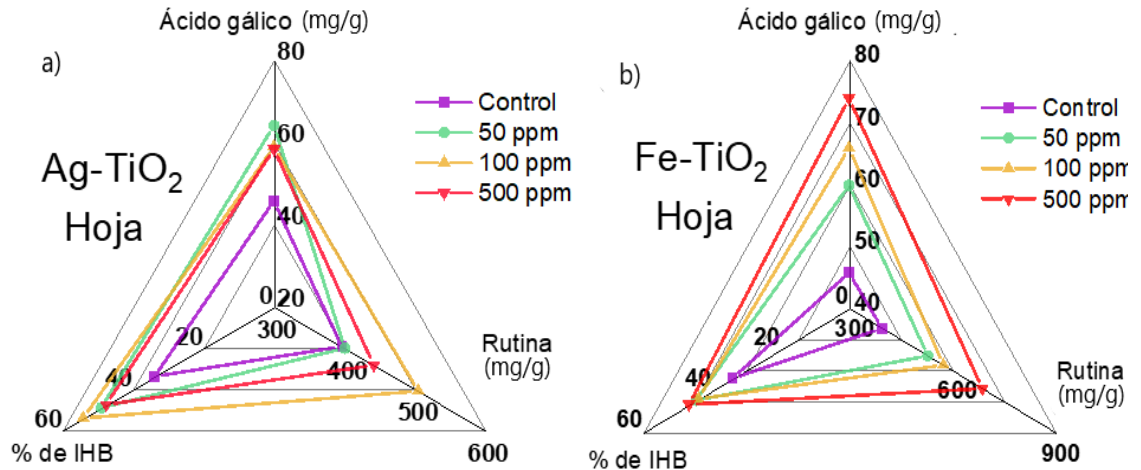 a)
Ácido gálico (mg/g)
80
60
40
20
0
300
400
500
600
20
40
60
Rutina
(mg/g)
% de IHB
Ag-TiO₂
Hoja
Control
50 ppm
100 ppm
500 ppm
b)
Ácido gálico (mg/g)
80
70
60
50
40
0
300
600
900
20
40
60
Rutina
(mg/g)
% de IHB
Fe-TiO₂
Hoja
Control
50 ppm
100 ppm
500 ppm